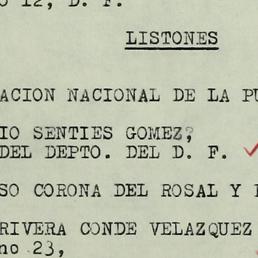 o 12, D. F.
LISTONES
ACION NACIONAL DE LA PU
IO SENTIES GOMEZ,
DEL DEPTO. DEL D. F.
SO CORONA DEL ROSAL Y
RIVERA CONDE VELAZQUEZ
no 23,